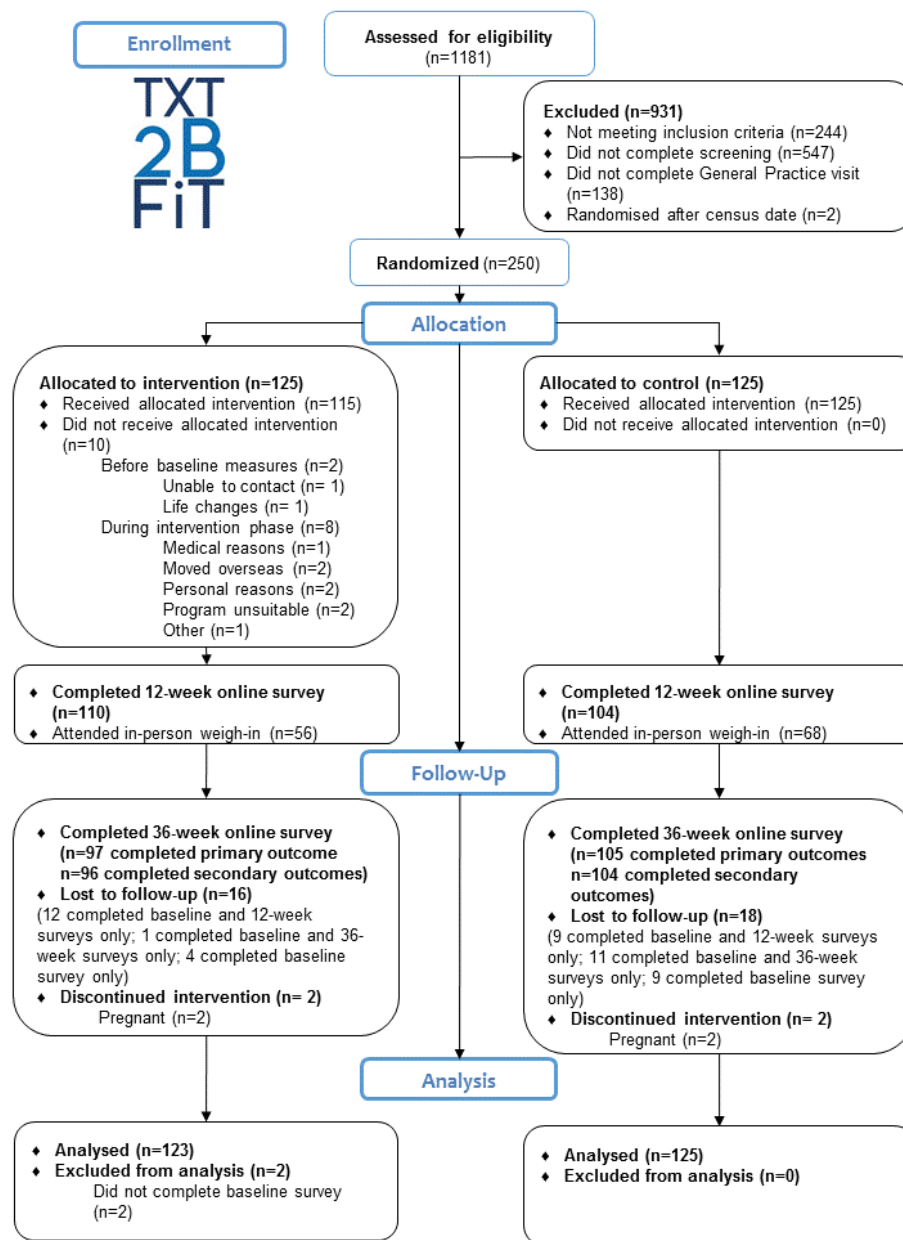 Enrollment
TXT
2B
FiT
Assessed for eligibility
(n=1181)
Excluded (n=931)
♦ Not meeting inclusion criteria (n=244)
♦ Did not complete screening (n=547)
♦ Did not complete General Practice visit
(n=138)
♦ Randomised after census date (n=2)
Randomized (n=250)
Allocation
Allocated to intervention (n=125)
♦ Received allocated intervention (n=115)
♦ Did not receive allocated intervention
(n=10)
Before baseline measures (n=2)
Unable to contact (n= 1)
Life changes (n= 1)
During intervention phase (n=8)
Medical reasons (n=1)
Moved overseas (n=2)
Personal reasons (n=2)
Program unsuitable (n=2)
Other (n=1)
Allocated to control (n=125)
♦ Received allocated intervention (n=125)
♦ Did not receive allocated intervention (n=0)
♦ Completed 12-week online survey
(n=110)
♦ Attended in-person weigh-in (n=56)
♦ Completed 12-week online survey
(n=104)
♦ Attended in-person weigh-in (n=68)
Follow-Up
♦ Completed 36-week online survey
(n=97 completed primary outcome
n=96 completed secondary outcomes)
♦ Lost to follow-up (n=16)
(12 completed baseline and 12-week
surveys only; 1 completed baseline and 36-
week surveys only; 4 completed baseline
survey only)
♦ Discontinued intervention (n= 2)
Pregnant (n=2)
♦ Completed 36-week online survey
(n=105 completed primary outcomes
n=104 completed secondary
outcomes)
♦ Lost to follow-up (n=18)
(9 completed baseline and 12-week surveys
only; 11 completed baseline and 36-week
surveys only; 9 completed baseline survey
only)
♦ Discontinued intervention (n= 2)
Pregnant (n=2)
Analysis
♦ Analysed (n=123)
♦ Excluded from analysis (n=2)
Did not complete baseline survey
(n=2)
♦ Analysed (n=125)
♦ Excluded from analysis (n=0)